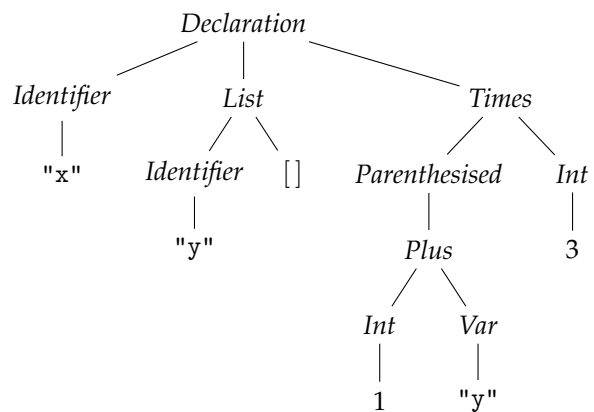 Declaration
Identifier List Times
"x" Identifier [] Parenthesised Int
"y" Plus 3
Int Var
1 "y"